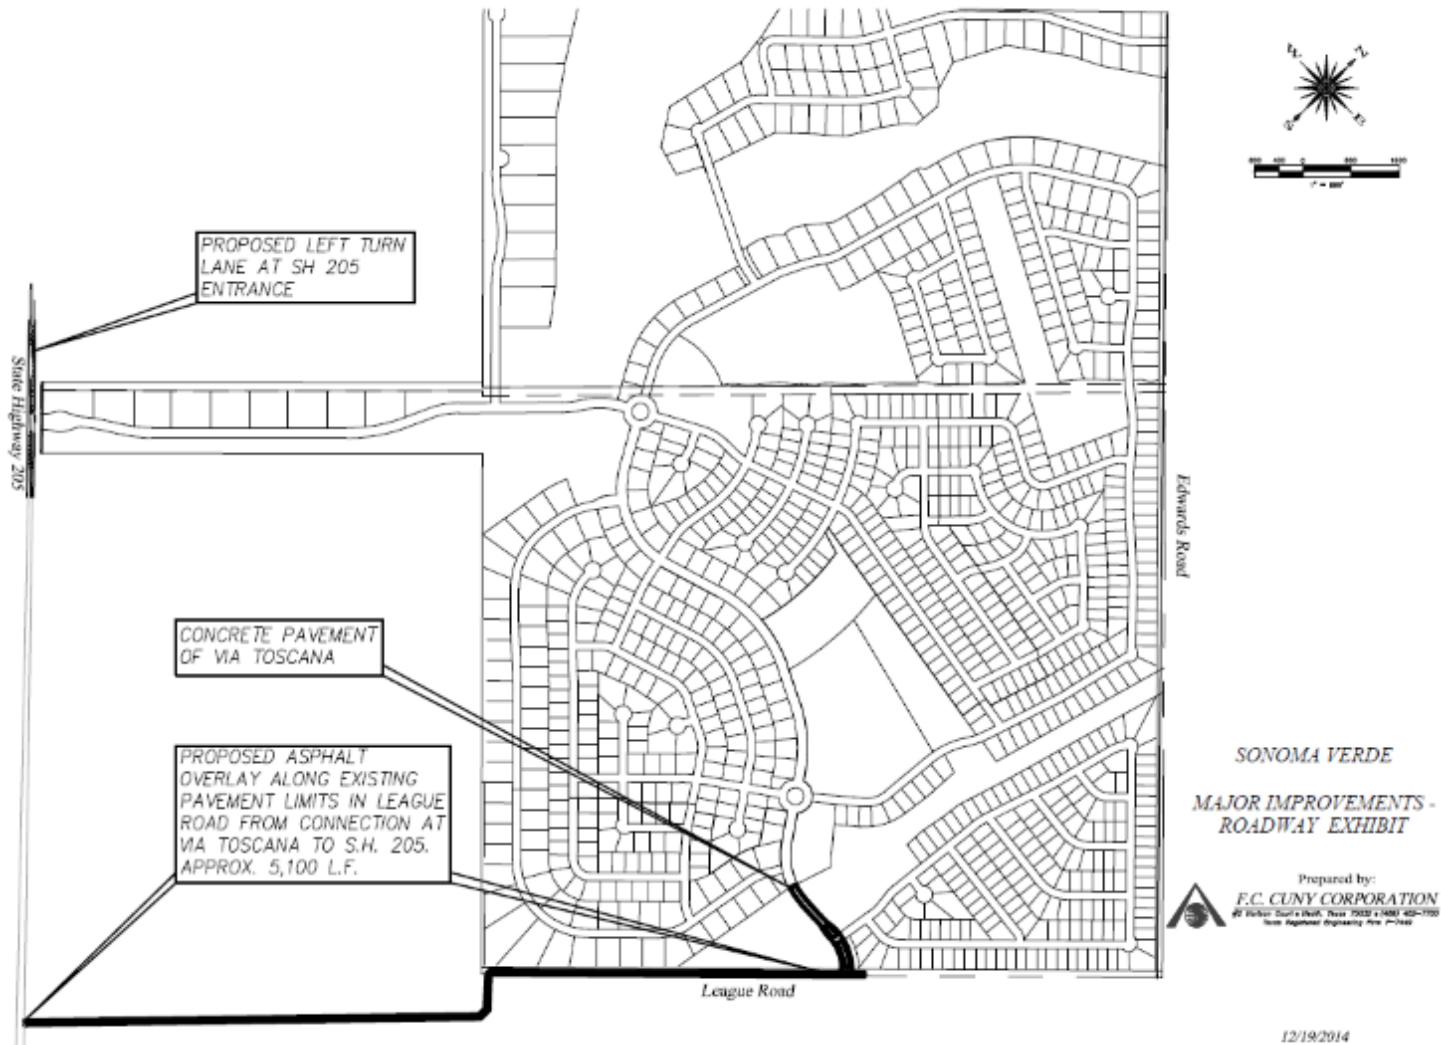 PROPOSED LEFT TURN
LANE AT SH 205
ENTRANCE
State Highway 205
CONCRETE PAVEMENT
OF VIA TOSCANA
PROPOSED ASPHALT
OVERLAY ALONG EXISTING
PAVEMENT LIMITS IN LEAGUE
ROAD FROM CONNECTION AT
VIA TOSCANA TO S.H. 205.
APPROX. 5,100 L.F.
League Road
Edwards Road
SONOMA VERDE
MAJOR IMPROVEMENTS -
ROADWAY EXHIBIT
Prepared by:
F.C. CUNY CORPORATION
12/19/2014